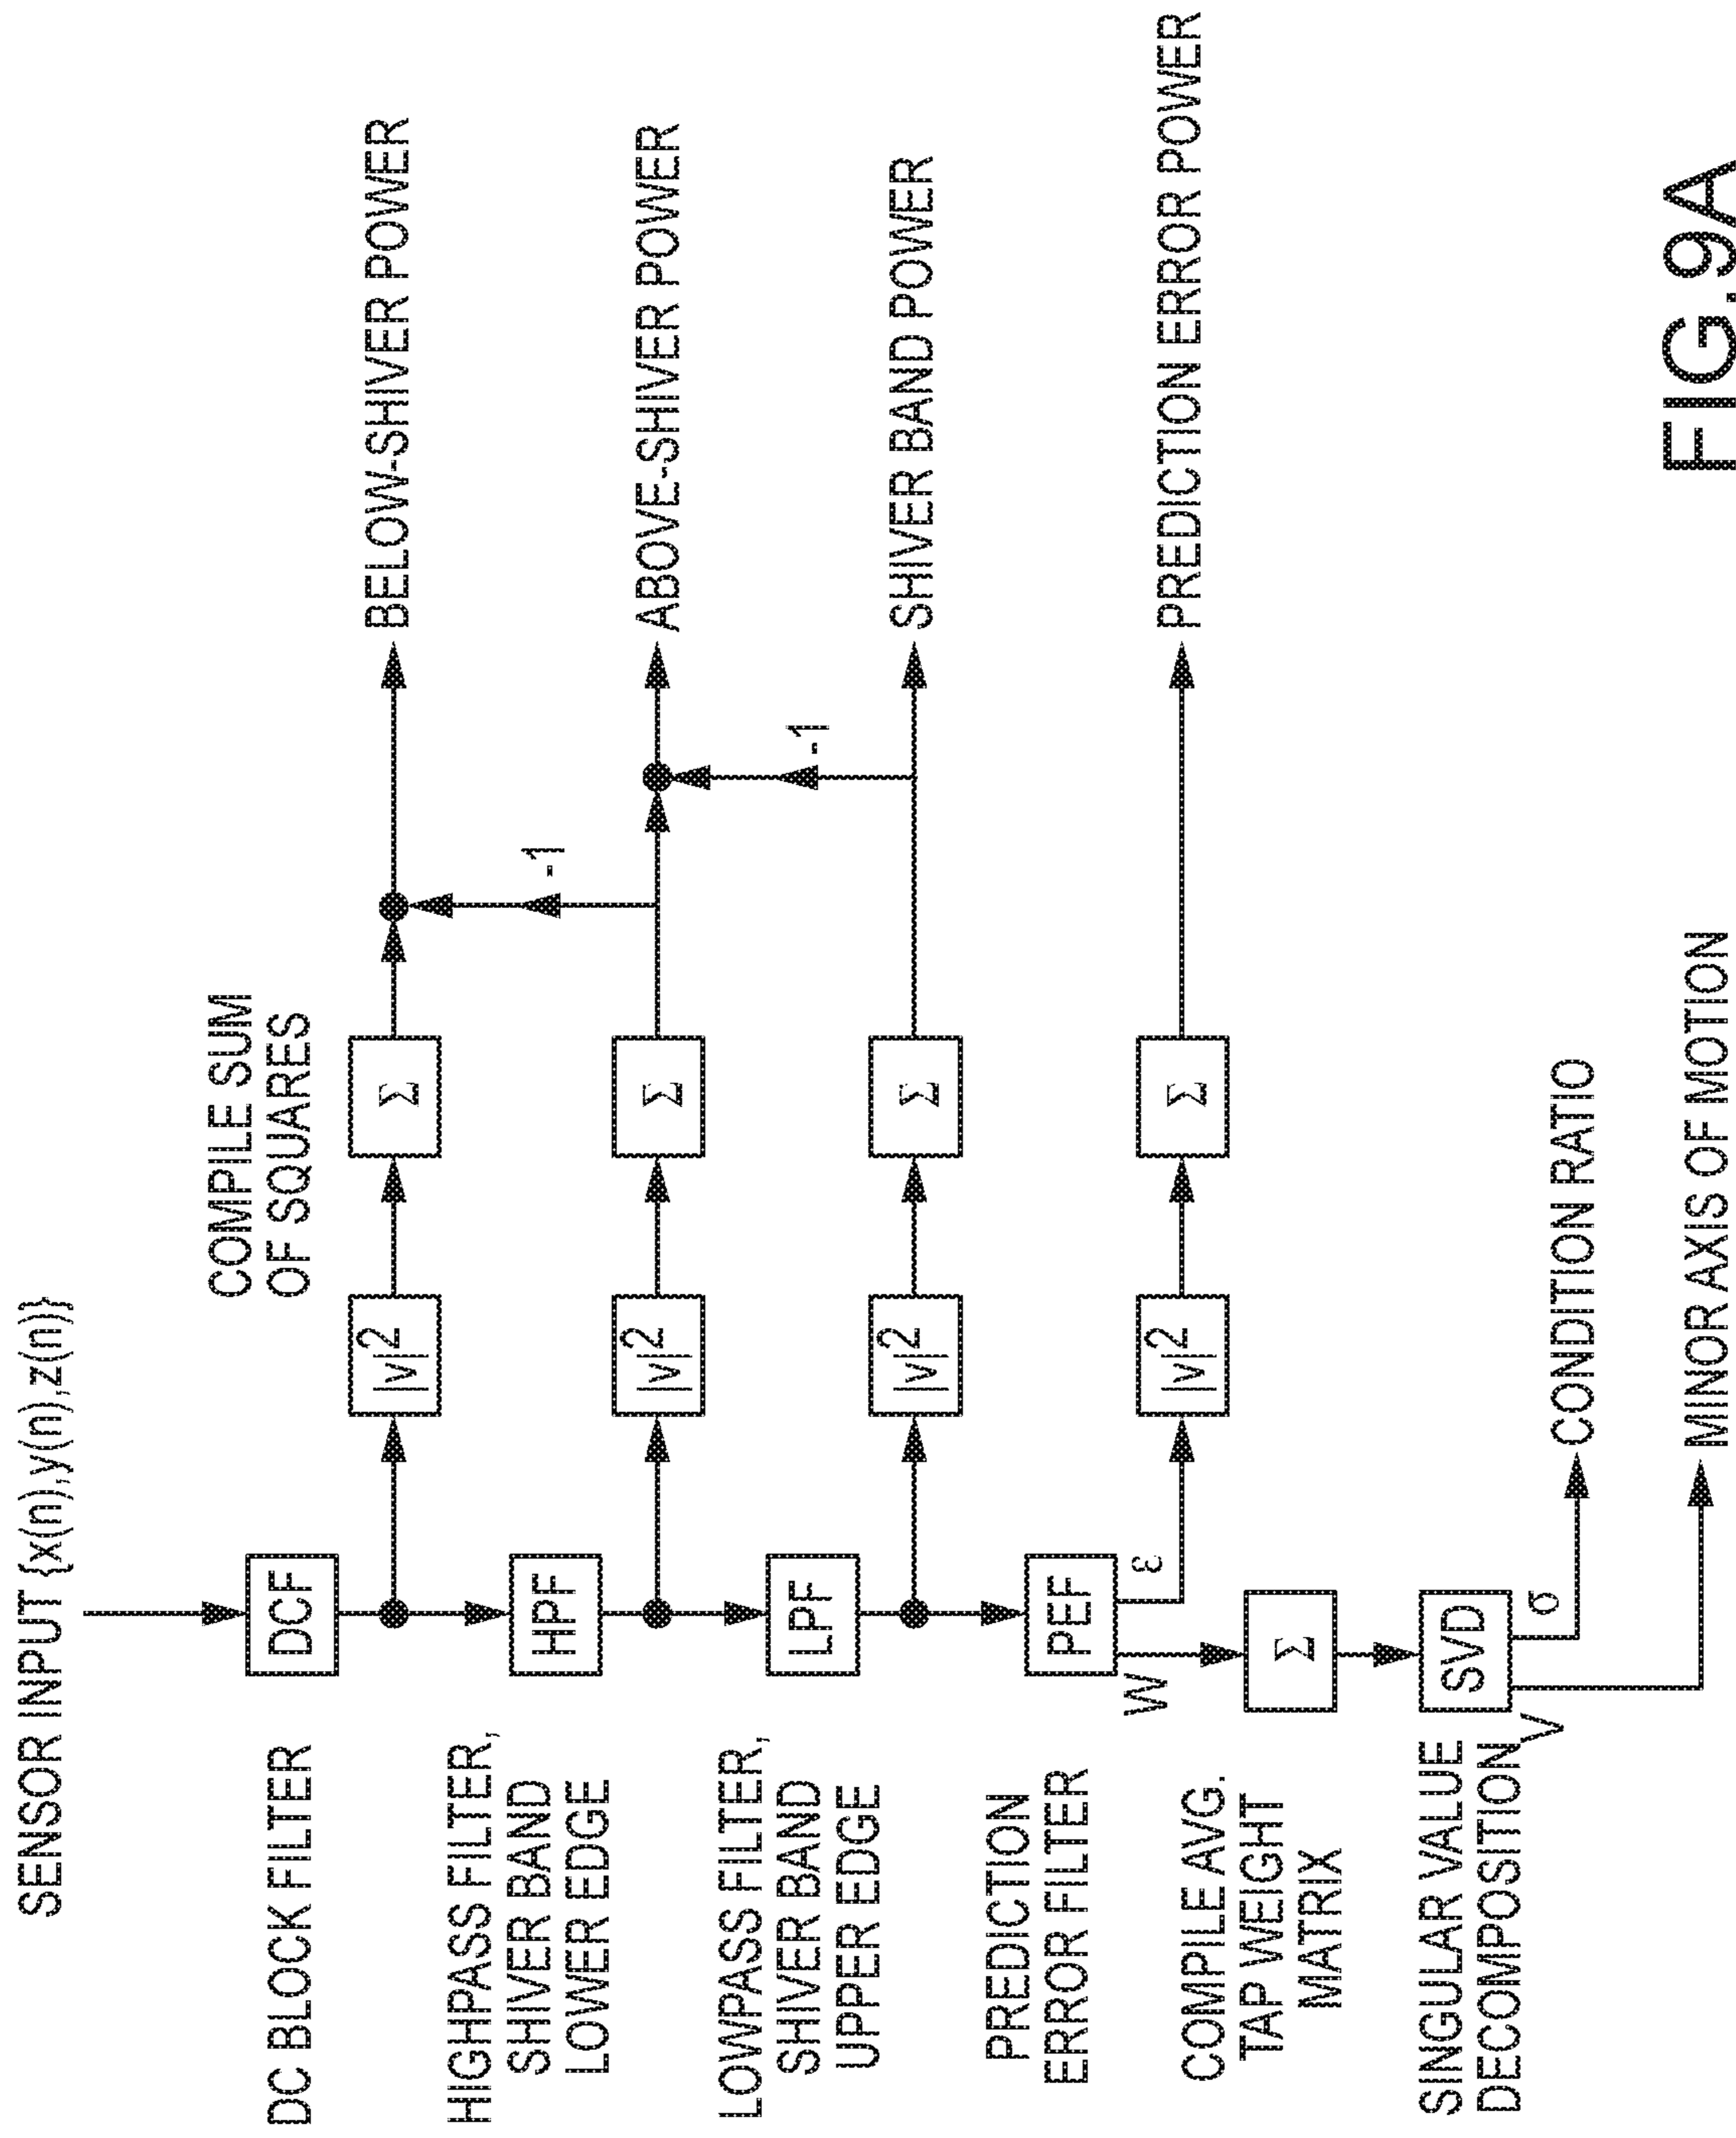 SENSOR INPUT {x(n),y(n),z(n)}
DC BLOCK FILTER
DCF
COMPILE SUM
OF SQUARES
|v|2
Σ
BELOW-SHIVER POWER
-1
HIGHPASS FILTER,
SHIVER BAND
LOWER EDGE
HPF
|v|2
Σ
ABOVE-SHIVER POWER
-1
LOWPASS FILTER,
SHIVER BAND
UPPER EDGE
LPF
|v|2
Σ
SHIVER BAND POWER
PREDICTION
ERROR FILTER
PEF
W
ε
|v|2
Σ
PREDICTION ERROR POWER
COMPILE AVG.
TAP WEIGHT
MATRIX
Σ
SINGULAR VALUE
DECOMPOSITION
SVD
V
σ
CONDITION RATIO
MINOR AXIS OF MOTION
FIG.9A